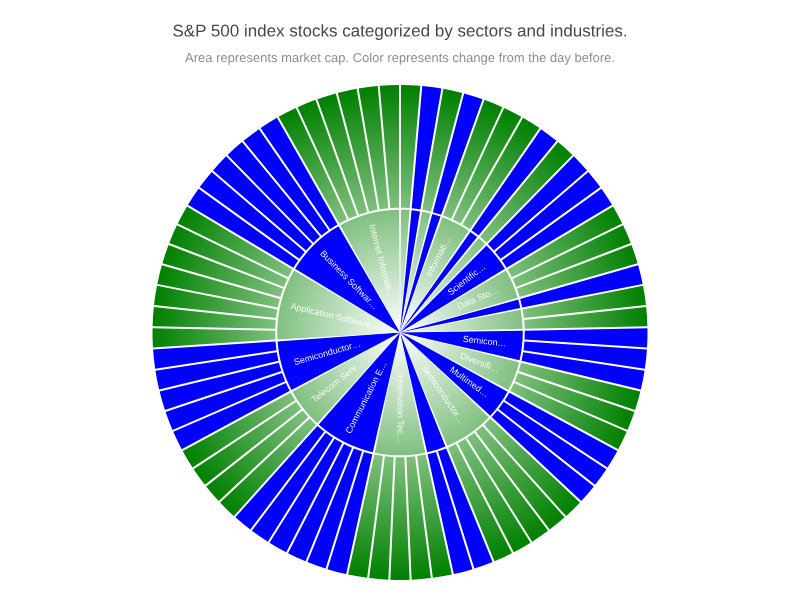 S&P 500 index stocks categorized by sectors and industries.
Area represents market cap. Color represents change from the day before.
Internet Informati…
Informati…
Scientific…
Data Sto…
Semicon…
Diversifi…
Multimed…
Semiconductor…
Information Tec…
Communication E…
Telecom Serv…
Semiconductor…
Application Software
Business Softwar…